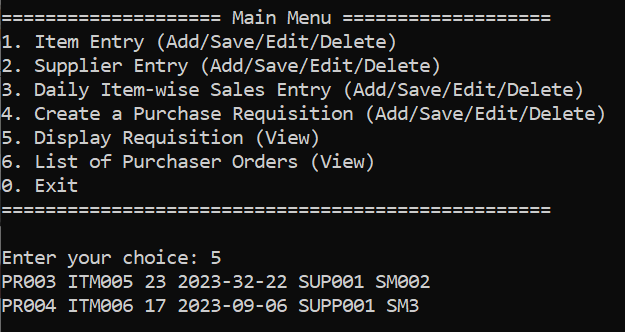 ==================== Main Menu ===================
1. Item Entry (Add/Save/Edit/Delete)
2. Supplier Entry (Add/Save/Edit/Delete)
3. Daily Item-wise Sales Entry (Add/Save/Edit/Delete)
4. Create a Purchase Requisition (Add/Save/Edit/Delete)
5. Display Requisition (View)
6. List of Purchaser Orders (View)
0. Exit
==================================================
Enter your choice: 5
PR003 ITM005 23 2023-32-22 SUP001 SM002
PR004 ITM006 17 2023-09-06 SUPP001 SM3